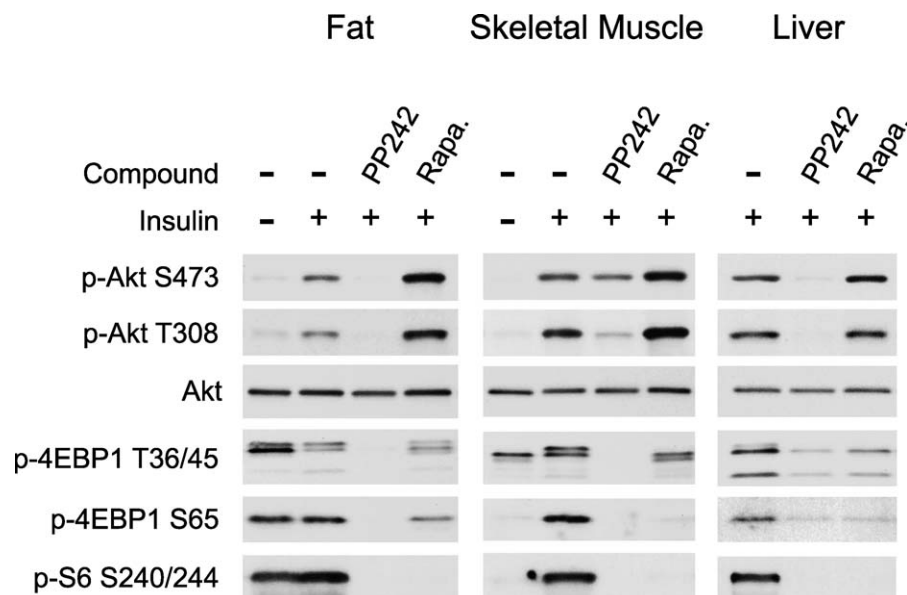 Fat Skeletal Muscle Liver
Compound - - PP242 Rapa. - - PP242 Rapa. - PP242 Rapa.
Insulin - + + + - + + + + + +
p-Akt S473
p-Akt T308
Akt
p-4EBP1 T36/45
p-4EBP1 S65
p-S6 S240/244